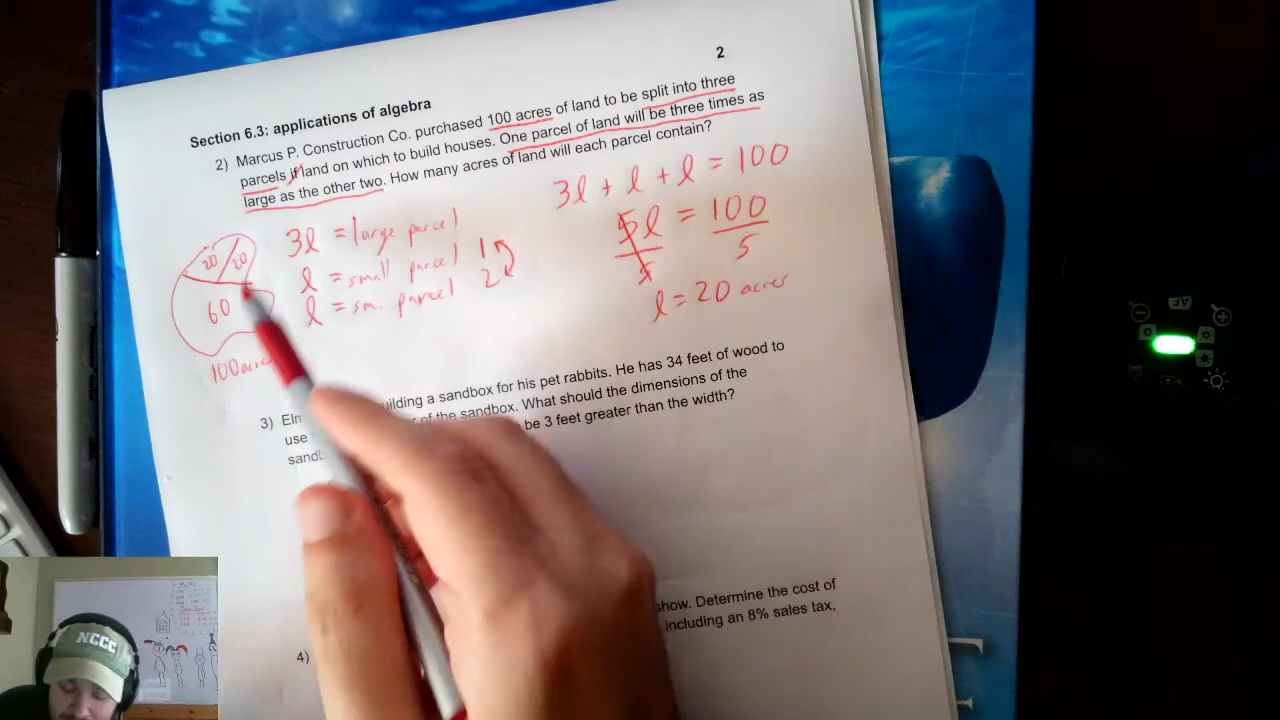 2
Section 6.3: applications of algebra
2) Marcus P. Construction Co. purchased 100 acres of land to be split into three
parcels if land on which to build houses. One parcel of land will be three times as
large as the other two. How many acres of land will each parcel contain?
3l + l + l = 100
5l = 100
5 5
l = 20 acres
3l = large parcel
l = small parcel 1
l = sm. parcel 2
20 20
60
100 acre
3) uilding a sandbox for his pet rabbits. He has 34 feet of wood to
use of the sandbox. What should the dimensions of the
be 3 feet greater than the width?
4) show. Determine the cost of
including an 8% sales tax,
NCCC
AF